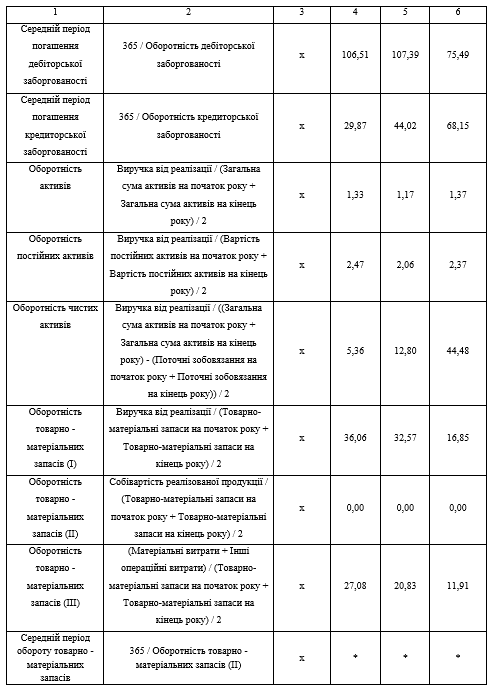 1 2 3 4 5 6
Середній період
погашення
дебіторської
заборгованості
365 / Оборотність дебіторської
заборгованості
х 106,51 107,39 75,49
Середній період
погашення
кредиторської
заборгованості
365 / Оборотність кредиторської
заборгованості
х 29,87 44,02 68,15
Оборотність
активів
Виручка від реалізації / (Загальна
сума активів на початок року +
Загальна сума активів на кінець
року) / 2
х 1,33 1,17 1,37
Оборотність
постійних активів
Виручка від реалізації / (Вартість
постійних активів на початок року +
Вартість постійних активів на кінець
року) / 2
х 2,47 2,06 2,37
Оборотність чистих
активів
Виручка від реалізації / ((Загальна
сума активів на початок року +
Загальна сума активів на кінець
року) - (Поточні зобовязання на
початок року + Поточні зобовязання
на кінець року)) / 2
х 5,36 12,80 44,48
Оборотність
товарно -
матеріальних
запасів (I)
Виручка від реалізації / (Товарно-
матеріальні запаси на початок року +
Товарно-матеріальні запаси на
кінець року) / 2
х 36,06 32,57 16,85
Оборотність
товарно -
матеріальних
запасів (II)
Собівартість реалізованої продукції /
(Товарно-матеріальні запаси на
початок року + Товарно-матеріальні
запаси на кінець року) / 2
х 0,00 0,00 0,00
Оборотність
товарно -
матеріальних
запасів (III)
(Матеріальні витрати + Інші
операційні витрати) / (Товарно-
матеріальні запаси на початок року +
Товарно-матеріальні запаси на
кінець року) / 2
х 27,08 20,83 11,91
Середній період
обороту товарно -
матеріальних
запасів
365 / Оборотність товарно -
матеріальних запасів (II)
х * * *